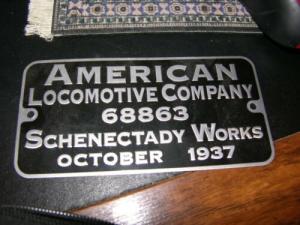 AMERICAN
LOCOMOTIVE COMPANY
68863
SCHENECTADY WORKS
OCTOBER 1937